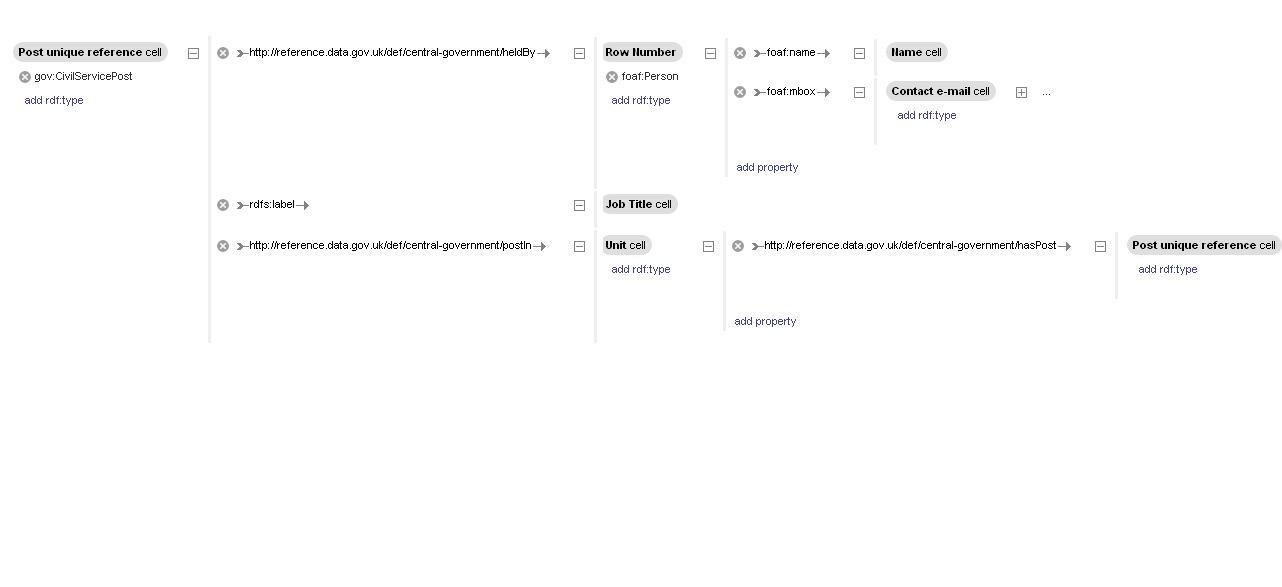 Post unique reference cell
http://reference.data.gov.uk/def/central-government/heldBy
Row Number
foaf:name
Name cell
gov:CivilServicePost
foaf:Person
add rdf:type
add rdf:type
foaf:mbox
Contact e-mail cell
...
add rdf:type
add property
rdfs:label
Job Title cell
http://reference.data.gov.uk/def/central-government/postIn
Unit cell
http://reference.data.gov.uk/def/central-government/hasPost
Post unique reference cell
add rdf:type
add rdf:type
add property